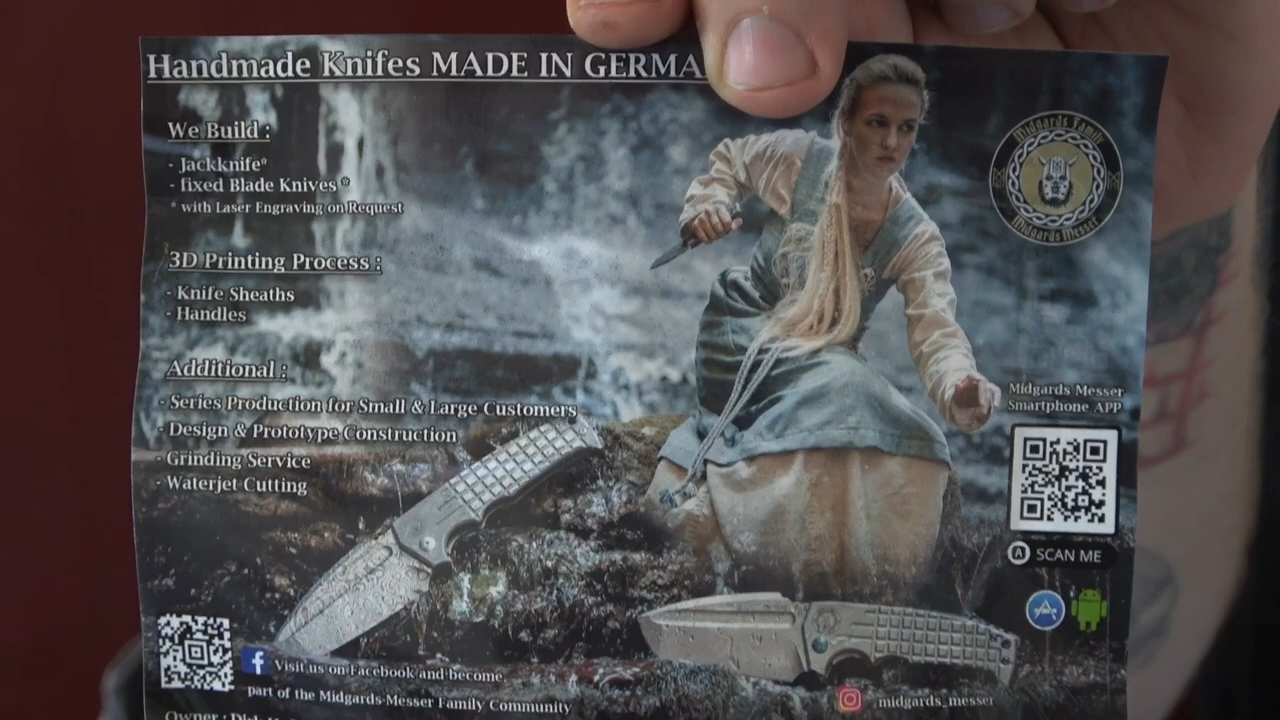 Handmade Knifes MADE IN GERMA
We Build :
- Jackknife*
- fixed Blade Knives *
* with Laser Engraving on Request
3D Printing Process :
- Knife Sheaths
- Handles
Additional :
- Series Production for Small & Large Customers
- Design & Prototype Construction
- Grinding Service
- Waterjet Cutting
Midgards Family
Midgards Messer
Midgards Messer
Smartphone APP
A SCAN ME
Visit us on Facebook and become
part of the Midgards-Messer Family Community
midgards_messer
Owner :